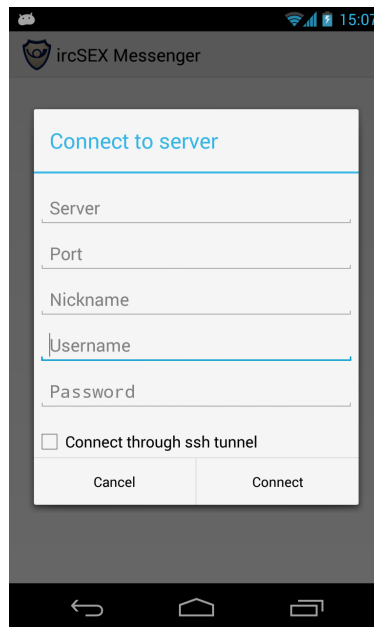 15:07
ircSEX Messenger
Connect to server
Server
Port
Nickname
Username
Password
Connect through ssh tunnel
Cancel Connect